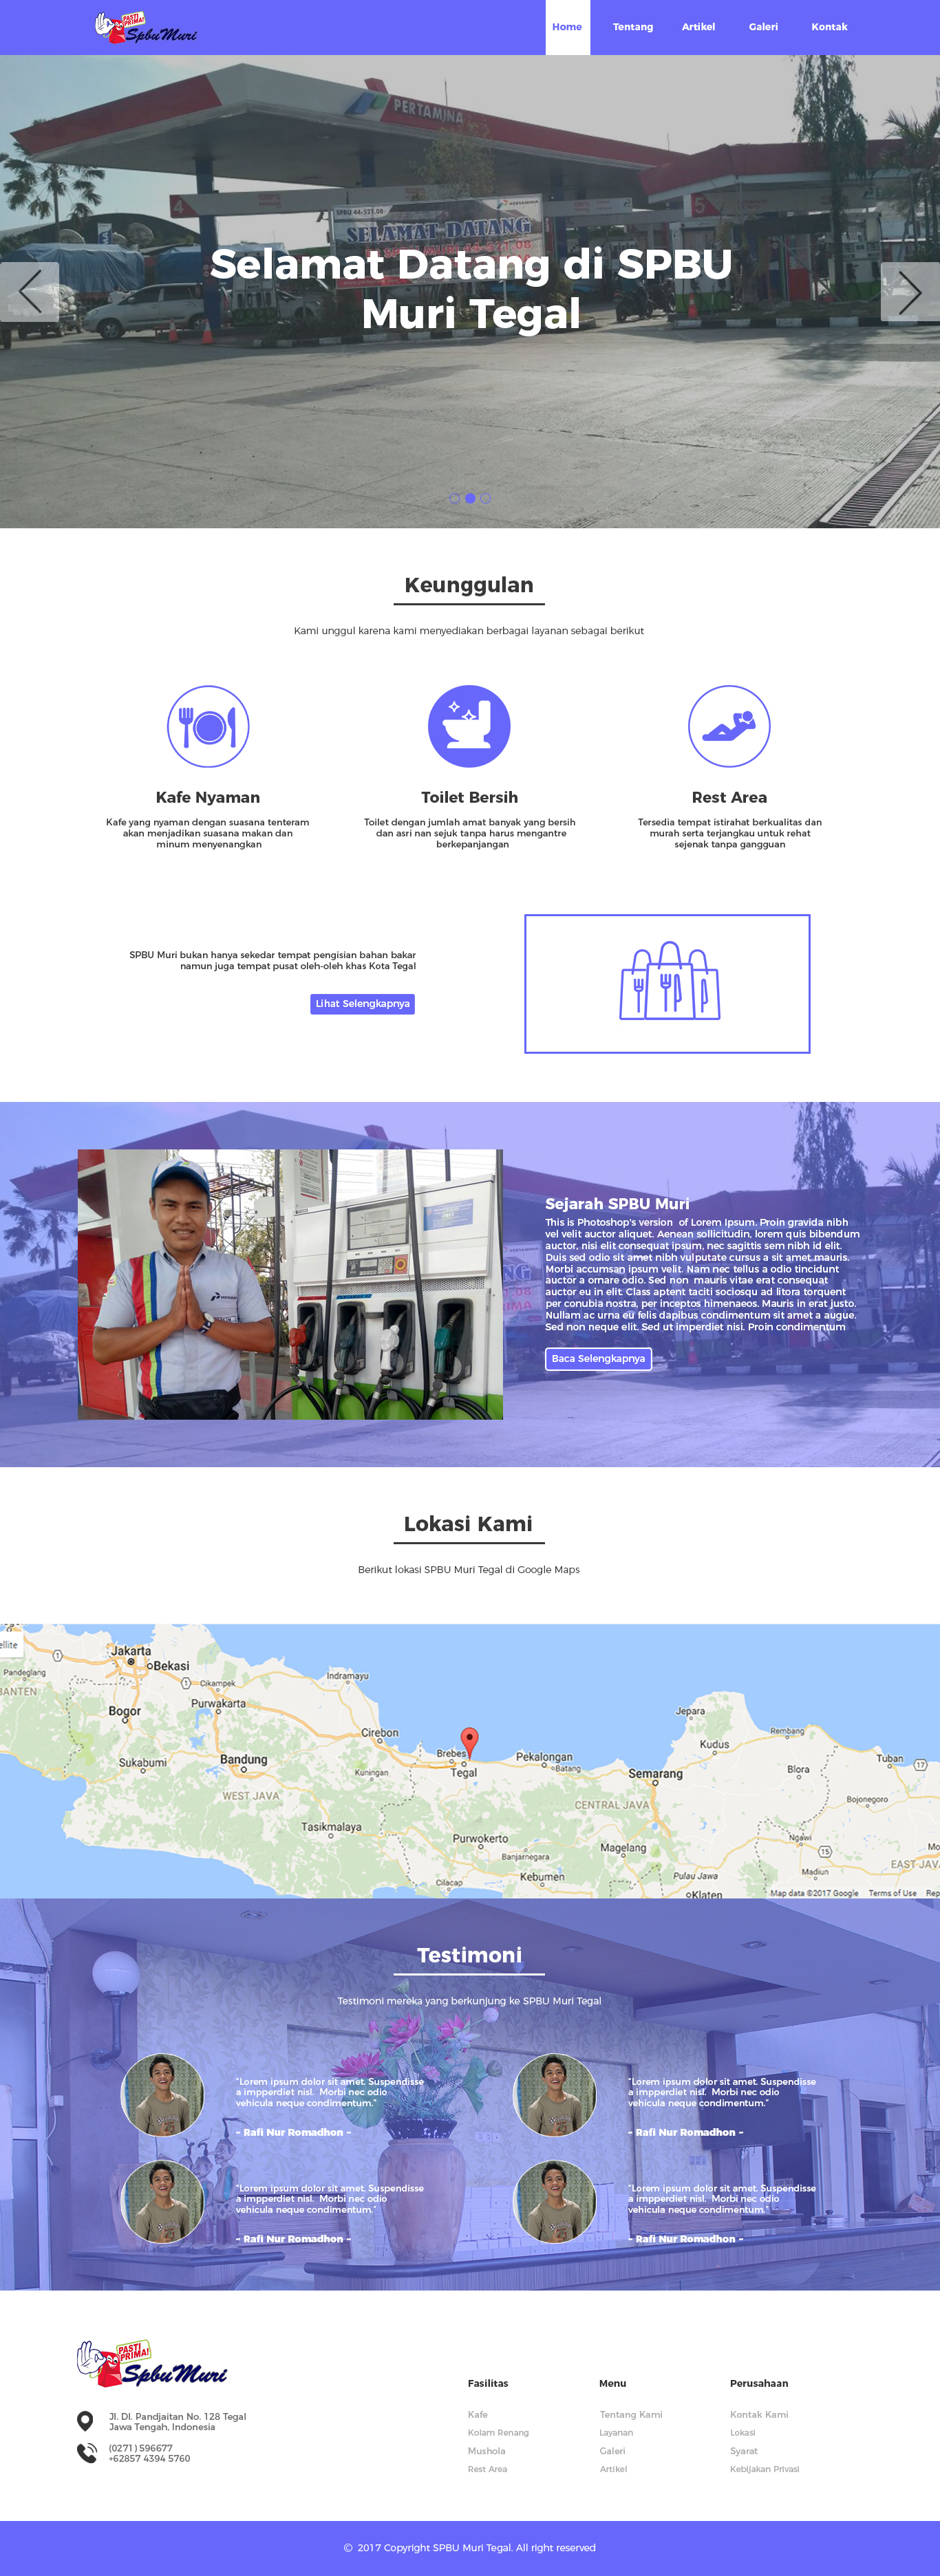 PASTI
PRIMA!
Spbu Muri
Home
Tentang
Artikel
Galeri
Kontak
PERTAMINA
4
5
SPBU 44-521.08
PERTAMINA
SELAMAT DATANG
Selamat Datang di SPBU
Muri Tegal
Keunggulan
Kami unggul karena kami menyediakan berbagai layanan sebagai berikut
Kafe Nyaman
Kafe yang nyaman dengan suasana tenteram
akan menjadikan suasana makan dan
minum menyenangkan
Toilet Bersih
Toilet dengan jumlah amat banyak yang bersih
dan asri nan sejuk tanpa harus mengantre
berkepanjangan
Rest Area
Tersedia tempat istirahat berkualitas dan
murah serta terjangkau untuk rehat
sejenak tanpa gangguan
SPBU Muri bukan hanya sekedar tempat pengisian bahan bakar
namun juga tempat pusat oleh-oleh khas Kota Tegal
Lihat Selengkapnya
Sejarah SPBU Muri
This is Photoshop's version  of Lorem Ipsum. Proin gravida nibh
vel velit auctor aliquet. Aenean sollicitudin, lorem quis bibendum
auctor, nisi elit consequat ipsum, nec sagittis sem nibh id elit.
Duis sed odio sit amet nibh vulputate cursus a sit amet mauris.
Morbi accumsan ipsum velit. Nam nec tellus a odio tincidunt
auctor a ornare odio. Sed non  mauris vitae erat consequat
auctor eu in elit. Class aptent taciti sociosqu ad litora torquent
per conubia nostra, per inceptos himenaeos. Mauris in erat justo.
Nullam ac urna eu felis dapibus condimentum sit amet a augue.
Sed non neque elit. Sed ut imperdiet nisi. Proin condimentum
Baca Selengkapnya
Lokasi Kami
Berikut lokasi SPBU Muri Tegal di Google Maps
ellite
Jakarta
Bekasi
1
Pandeglang
BANTEN
Cikampek
1
Indramayu
Bogor
Purwakarta
Jepara
Cirebon
Rembang
Kudus
Sukabumi
Bandung
Brebes
Tegal
Pekalongan
Batang
Tuban
17
Kuningan
Semarang
Blora
WEST JAVA
CENTRAL JAVA
Bojonegoro
Tasikmalaya
Purwokerto
Banjarnegara
Magelang
Ngawi
15
Mo
EAST JAV
Cilacap
Kebumen
Pulau Jawa
Madiun
Klaten
Map data ©2017 Google
Terms of Use
Rep
Testimoni
Testimoni mereka yang berkunjung ke SPBU Muri Tegal
"Lorem ipsum dolor sit amet. Suspendisse
a impperdiet nisl.  Morbi nec odio
vehicula neque condimentum."
- Rafi Nur Romadhon -
"Lorem ipsum dolor sit amet. Suspendisse
a impperdiet nisl.  Morbi nec odio
vehicula neque condimentum."
- Rafi Nur Romadhon -
"Lorem ipsum dolor sit amet. Suspendisse
a impperdiet nisl.  Morbi nec odio
vehicula neque condimentum."
- Rafi Nur Romadhon -
"Lorem ipsum dolor sit amet. Suspendisse
a impperdiet nisl.  Morbi nec odio
vehicula neque condimentum."
- Rafi Nur Romadhon -
PASTI
PRIMA!
Spbu Muri
Jl. DI. Pandjaitan No. 128 Tegal
Jawa Tengah, Indonesia
(0271) 596677
+62857 4394 5760
Fasilitas
Kafe
Kolam Renang
Mushola
Rest Area
Menu
Tentang Kami
Layanan
Galeri
Artikel
Perusahaan
Kontak Kami
Lokasi
Syarat
Kebijakan Privasi
© 2017 Copyright SPBU Muri Tegal. All right reserved